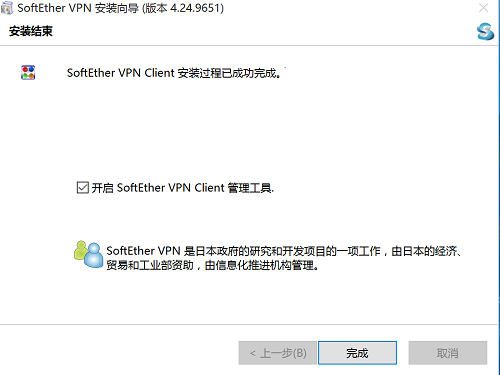 SoftEther VPN 安装向导 (版本 4.24.9651)
安装结束
SoftEther VPN Client 安装过程已成功完成。
开启 SoftEther VPN Client 管理工具.
SoftEther VPN 是日本政府的研究和开发项目的一项工作，由日本的经济、
贸易和工业部资助，由信息化推进机构管理。
< 上一步(B)
完成
取消